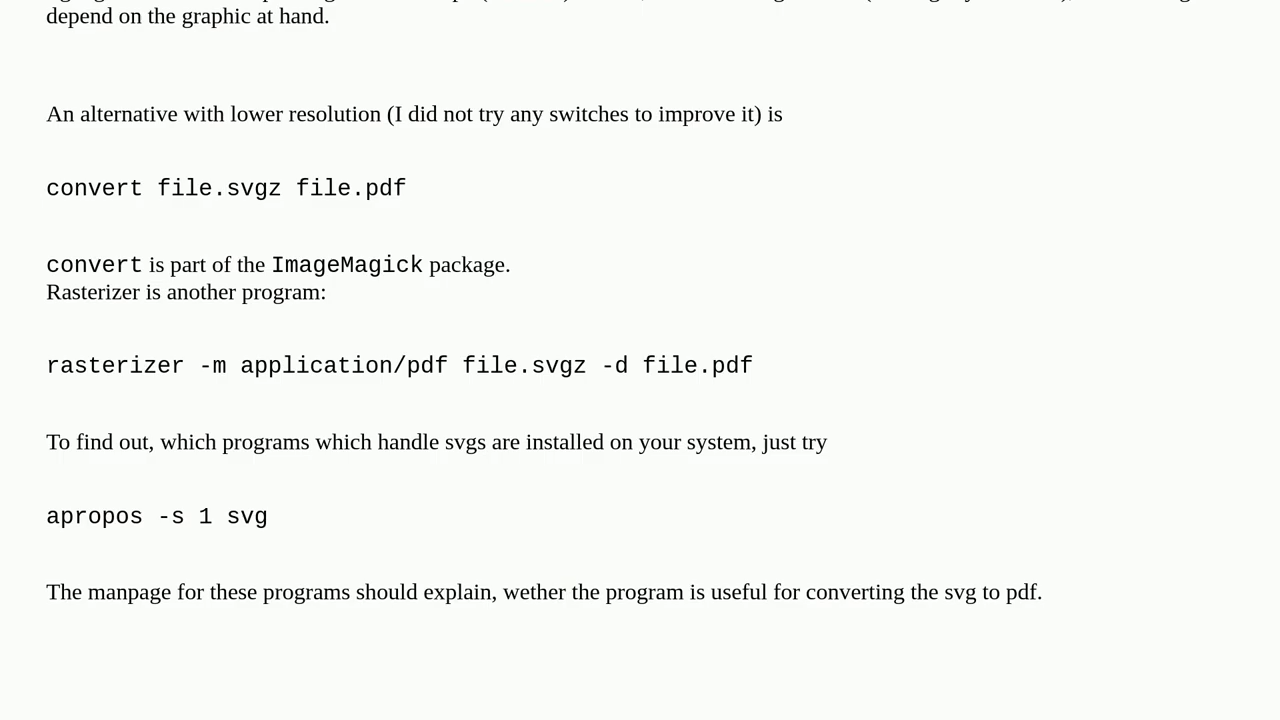 depend on the graphic at hand.
An alternative with lower resolution (I did not try any switches to improve it) is
convert file.svgz file.pdf
convert is part of the ImageMagick package.
Rasterizer is another program:
rasterizer -m application/pdf file.svgz -d file.pdf
To find out, which programs which handle svgs are installed on your system, just try
apropos -s 1 svg
The manpage for these programs should explain, wether the program is useful for converting the svg to pdf.